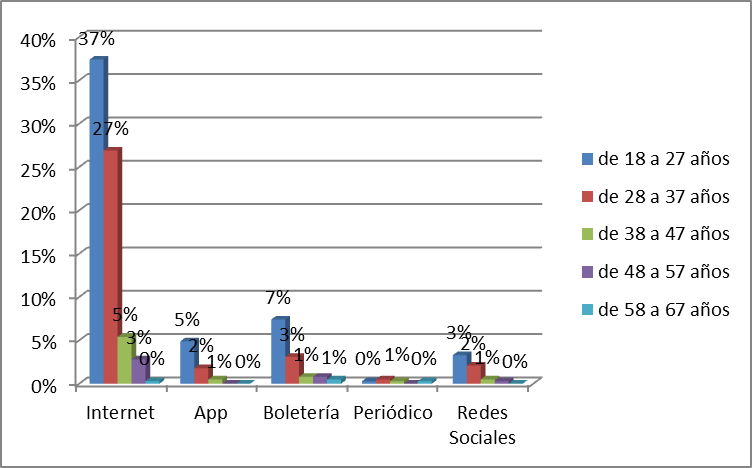 40%
35%
30%
25%
20%
15%
10%
5%
0%
37%
27%
5%
3%
0%
5%
2%
1%
0%
7%
3%
1%
1%
0%
1%
0%
3%
2%
1%
0%
Internet
App
Boletería
Periódico
Redes
Sociales
de 18 a 27 años
de 28 a 37 años
de 38 a 47 años
de 48 a 57 años
de 58 a 67 años